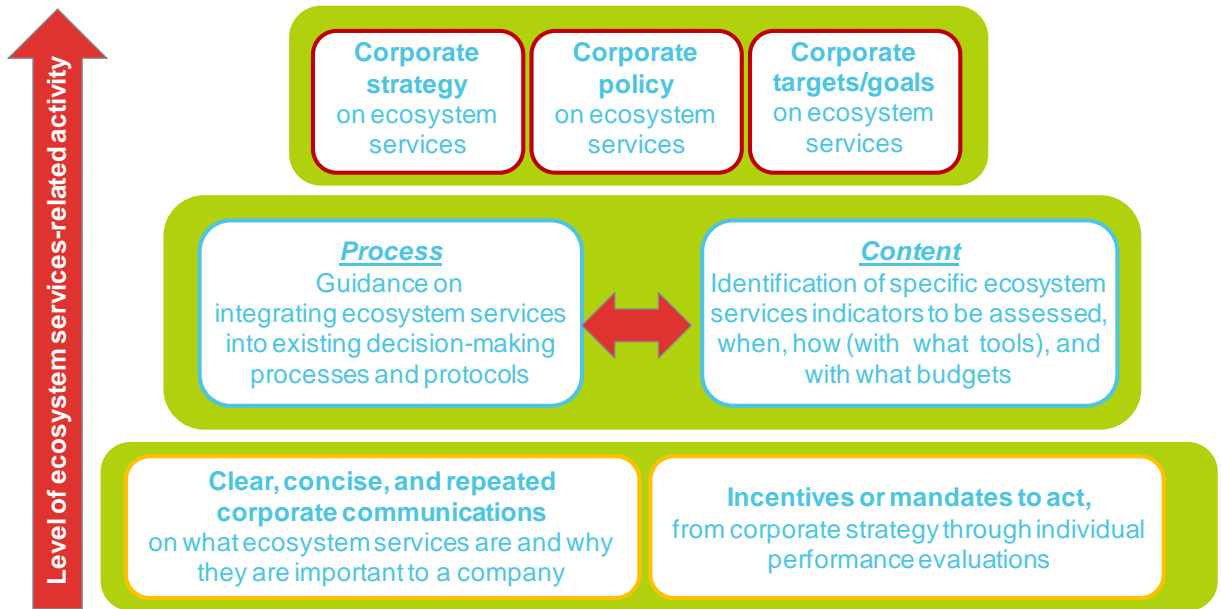 Level of ecosystem services-related activity
Corporate
strategy
on ecosystem
services
Corporate
policy
on ecosystem
services
Corporate
targets/goals
on ecosystem
services
Process
Guidance on
integrating ecosystem services
into existing decision-making
processes and protocols
Content
Identification of specific ecosystem
services indicators to be assessed,
when, how (with what tools), and
with what budgets
Clear, concise, and repeated
corporate communications
on what ecosystem services are and why
they are important to a company
Incentives or mandates to act,
from corporate strategy through individual
performance evaluations